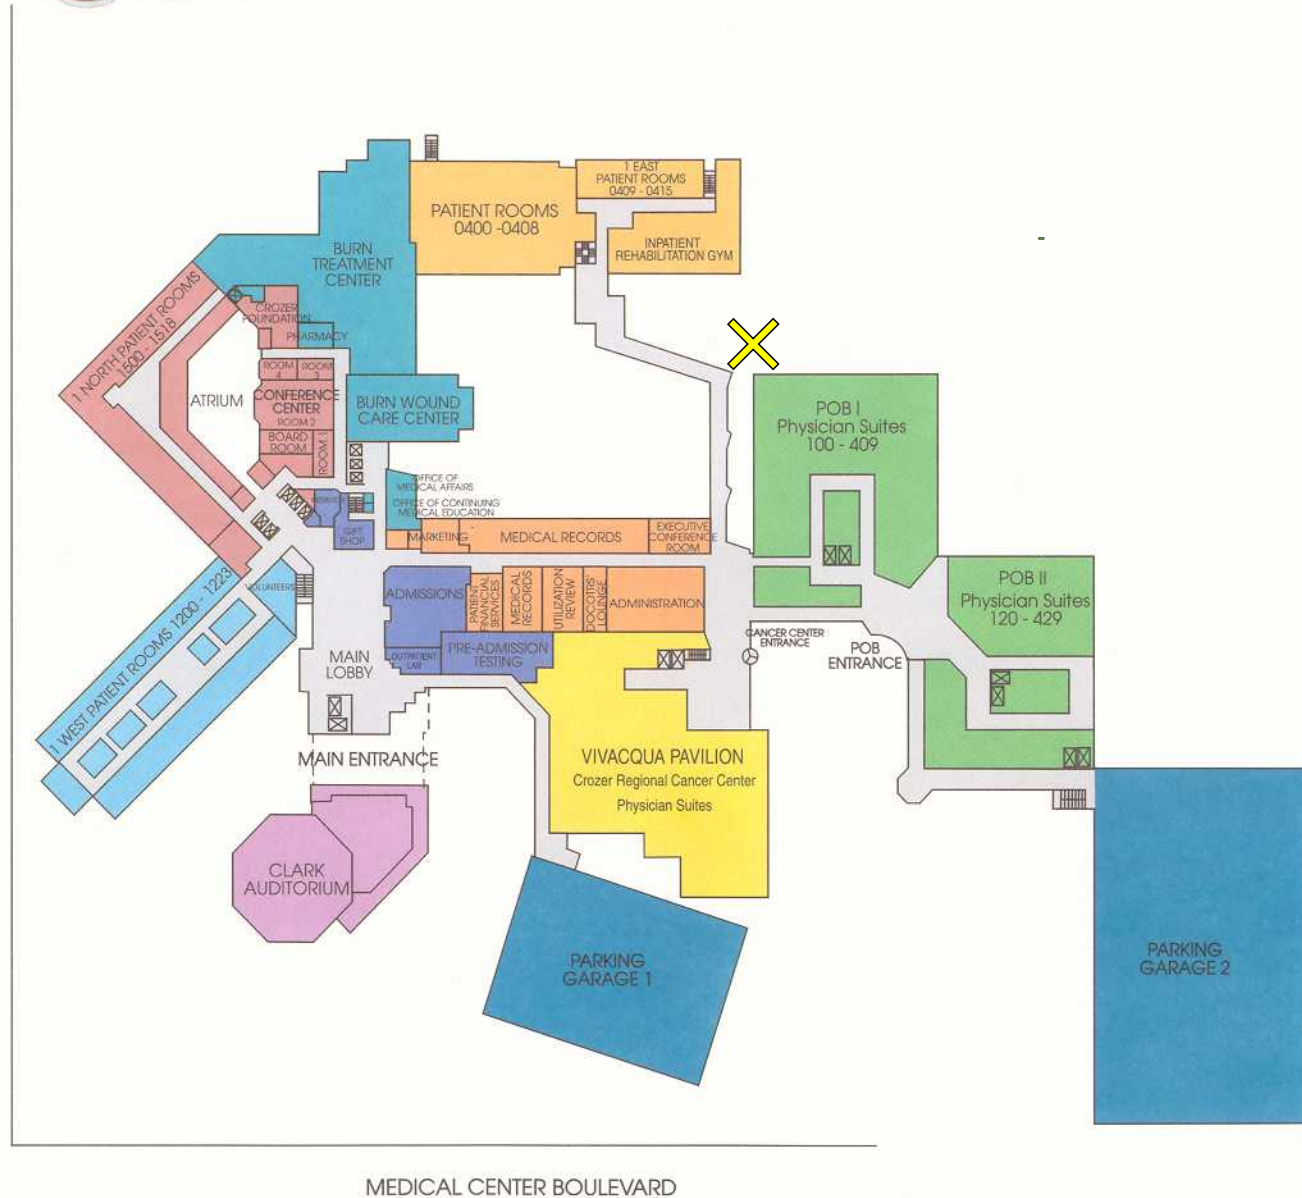 1 EAST
PATIENT ROOMS
0409 - 0415
PATIENT ROOMS
0400 -0408
INPATIENT
REHABILITATION GYM
BURN
TREATMENT
CENTER
1 NORTH PATIENT ROOMS
1500 - 1518
CROZER
FOUNDATION
PHARMACY
ROOM
4
ROOM
3
ATRIUM
CONFERENCE
CENTER
ROOM 2
BOARD
ROOM
ROOM 1
BURN WOUND
CARE CENTER
POB I
Physician Suites
100 - 409
OFFICE OF
MEDICAL AFFAIRS
OFFICE OF CONTINUING
MEDICAL EDUCATION
GIFT
SHOP
MARKETING
MEDICAL RECORDS
EXECUTIVE
CONFERENCE
ROOM
VOLUNTEERS
ADMISSIONS
PATIENT
FINANCIAL
SERVICES
MEDICAL
RECORDS
UTILIZATION
REVIEW
DOCOTRS'
LOUNGE
ADMINISTRATION
POB II
Physician Suites
120 - 429
1 WEST PATIENT ROOMS 1200 - 1223
MAIN
LOBBY
OUTPATIENT
LAB
PRE-ADMISSION
TESTING
CANCER CENTER
ENTRANCE
POB
ENTRANCE
MAIN ENTRANCE
VIVACQUA PAVILION
Crozer Regional Cancer Center
Physician Suites
CLARK
AUDITORIUM
PARKING
GARAGE 1
PARKING
GARAGE 2
MEDICAL CENTER BOULEVARD